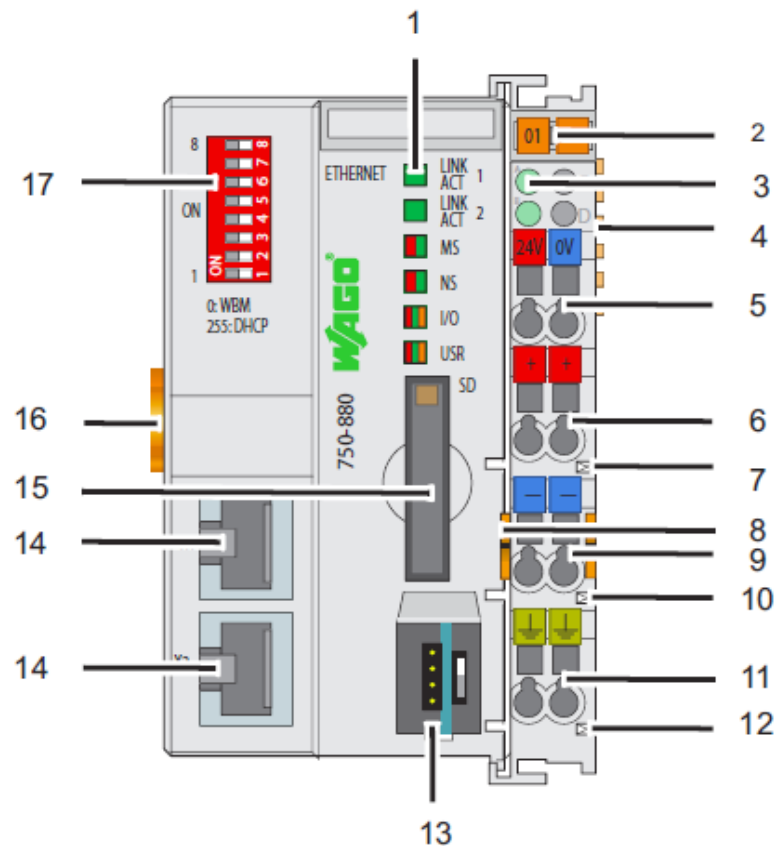 1
8
17
ON
1
0: WBM
255: DHCP
8
7
6
5
4
3
2
1
ON
ETHERNET
LINK
ACT 1
LINK
ACT 2
MS
NS
I/O
USR
SD
WAGO®
750-880
01
2
3
4
24V 0V
5
+ +
6
7
— —
8
9
10
11
12
16
15
14
14
13